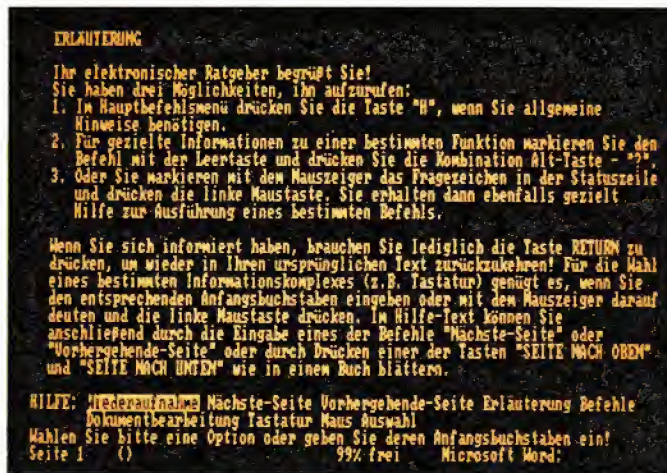 ERLÄUTERUNG
Ihr elektronischer Ratgeber begrüßt Sie!
Sie haben drei Möglichkeiten, ihn aufzurufen:
1. Im Hauptbefehlsmenü drücken Sie die Taste "H", wenn Sie allgemeine
Hinweise benötigen.
2. Für gezielte Informationen zu einer bestimmten Funktion markieren Sie den
Befehl mit der Leertaste und drücken Sie die Kombination Alt-Taste - "?".
3. Oder Sie markieren mit dem Mauszeiger das Fragezeichen in der Statuszeile
und drücken die linke Maustaste. Sie erhalten dann ebenfalls gezielt
Hilfe zur Ausführung eines bestimmten Befehls.
Wenn Sie sich informiert haben, brauchen Sie lediglich die Taste RETURN zu
drücken, um wieder in Ihren ursprünglichen Text zurückzukehren! Für die Wahl
eines bestimmten Informationskomplexes (z.B. Tastatur) genügt es, wenn Sie
den entsprechenden Anfangsbuchstaben eingeben oder mit dem Mauszeiger darauf
deuten und die linke Maustaste drücken. Im Hilfe-Text können Sie
anschließend durch die Eingabe eines der Befehle "Nächste-Seite" oder
"Vorhergehende-Seite" oder durch Drücken einer der Tasten "SEITE NACH OBEN"
und "SEITE NACH UNTEN" wie in einem Buch blättern.
HILFE: Wiederaufnahme Nächste-Seite Vorhergehende-Seite Erläuterung Befehle
Dokumentbearbeitung Tastatur Maus Auswahl
Wählen Sie bitte eine Option oder geben Sie deren Anfangsbuchstaben ein!
Seite 1 () 99% frei Microsoft Word: